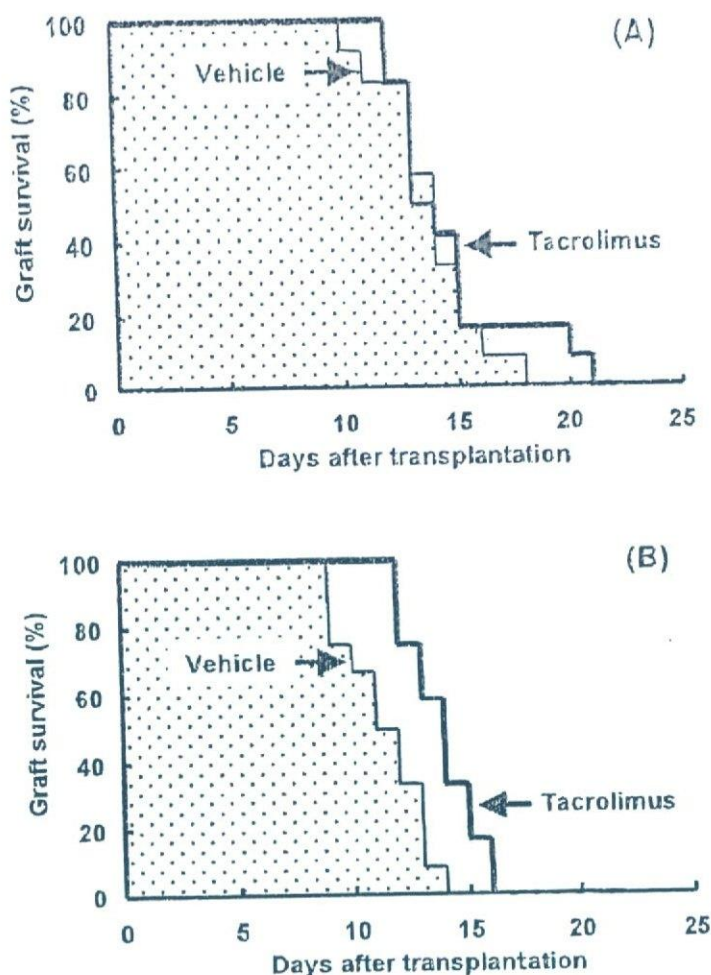 (A)
100
80
60
40
20
0
Graft survival (%)
Vehicle
Tacrolimus
0 5 10 15 20 25
Days after transplantation
(B)
100
80
60
40
20
0
Graft survival (%)
Vehicle
Tacrolimus
0 5 10 15 20 25
Days after transplantation